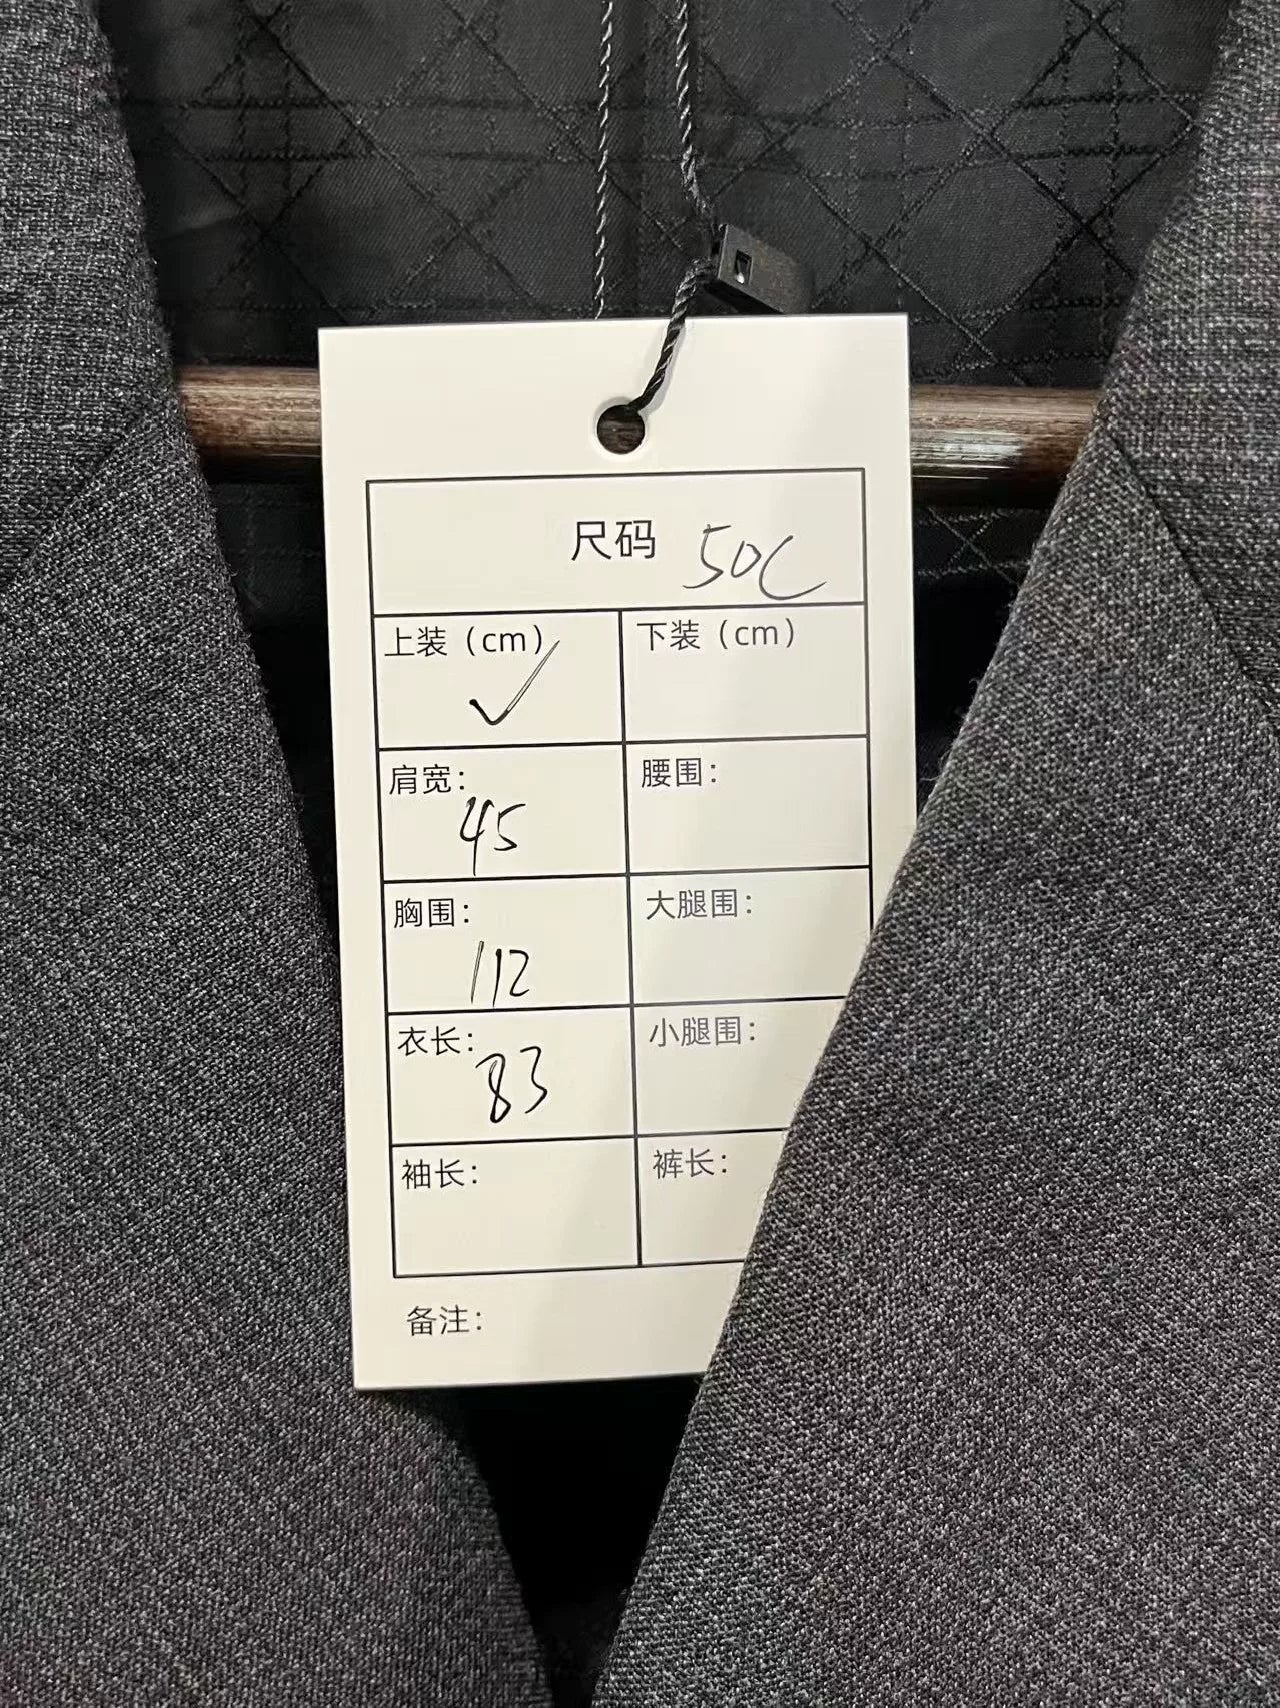 尺码 50C
上装（cm） 下装（cm）
✓
肩宽： 腰围：
45
胸围： 大腿围：
112
衣长： 小腿围：
83
袖长： 裤长：
备注：